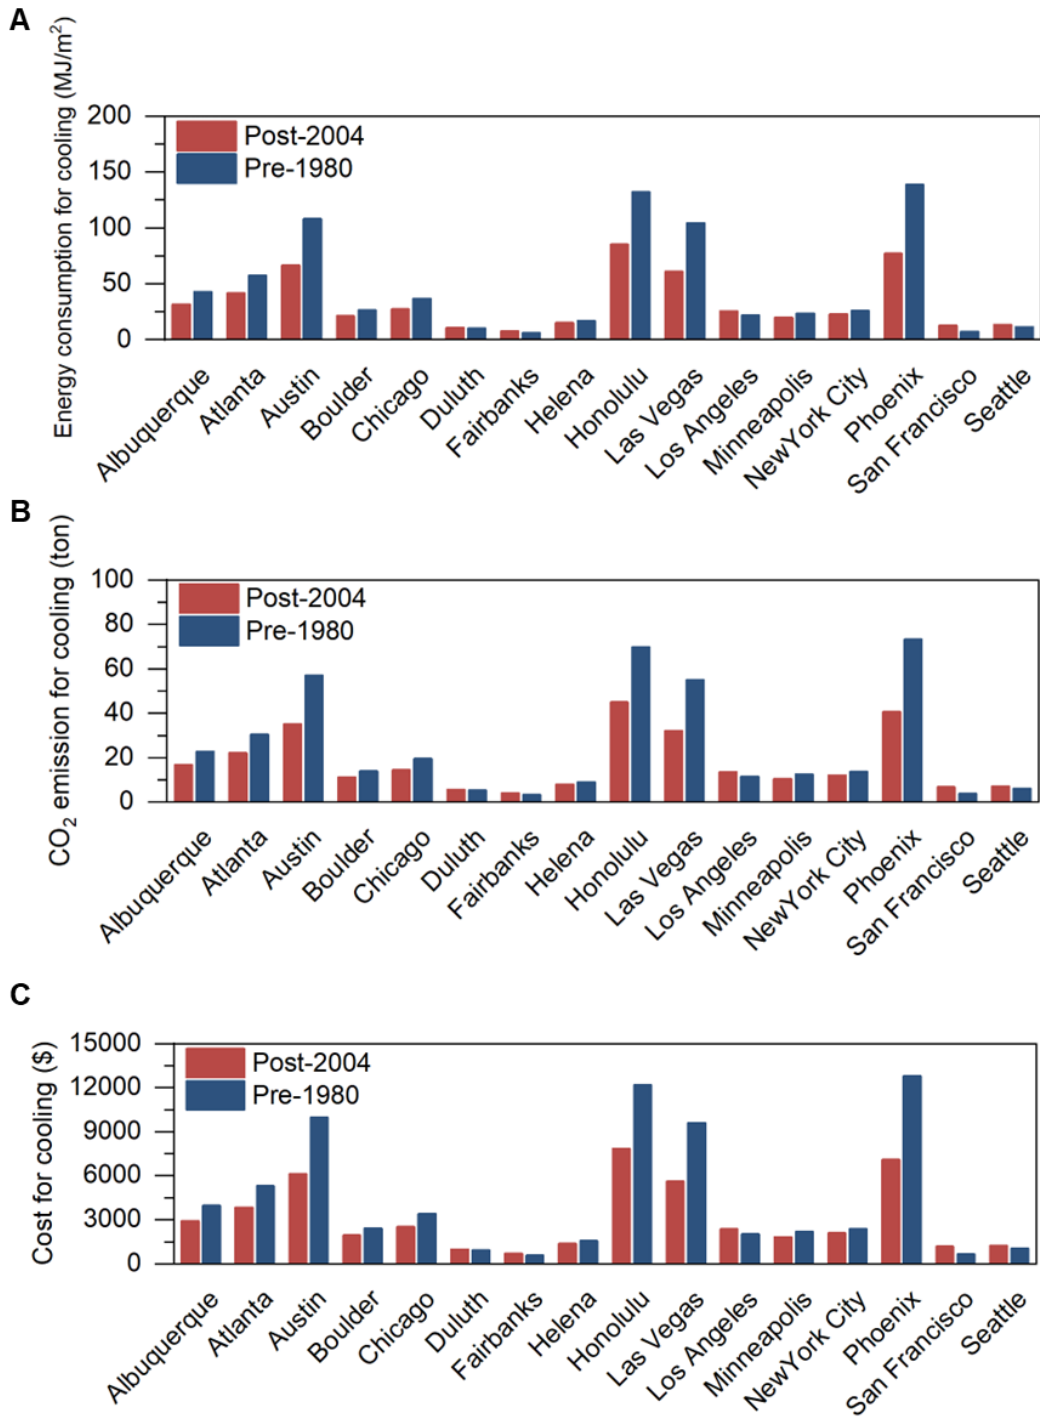 A
Energy consumption for cooling (MJ/m²)
200
150
100
50
0
Post-2004
Pre-1980
Albuquerque
Atlanta
Austin
Boulder
Chicago
Duluth
Fairbanks
Helena
Honolulu
Las Vegas
Los Angeles
Minneapolis
NewYork City
Phoenix
San Francisco
Seattle
B
CO₂ emission for cooling (ton)
100
80
60
40
20
0
Post-2004
Pre-1980
Albuquerque
Atlanta
Austin
Boulder
Chicago
Duluth
Fairbanks
Helena
Honolulu
Las Vegas
Los Angeles
Minneapolis
NewYork City
Phoenix
San Francisco
Seattle
C
Cost for cooling ($)
15000
12000
9000
6000
3000
0
Post-2004
Pre-1980
Albuquerque
Atlanta
Austin
Boulder
Chicago
Duluth
Fairbanks
Helena
Honolulu
Las Vegas
Los Angeles
Minneapolis
NewYork City
Phoenix
San Francisco
Seattle